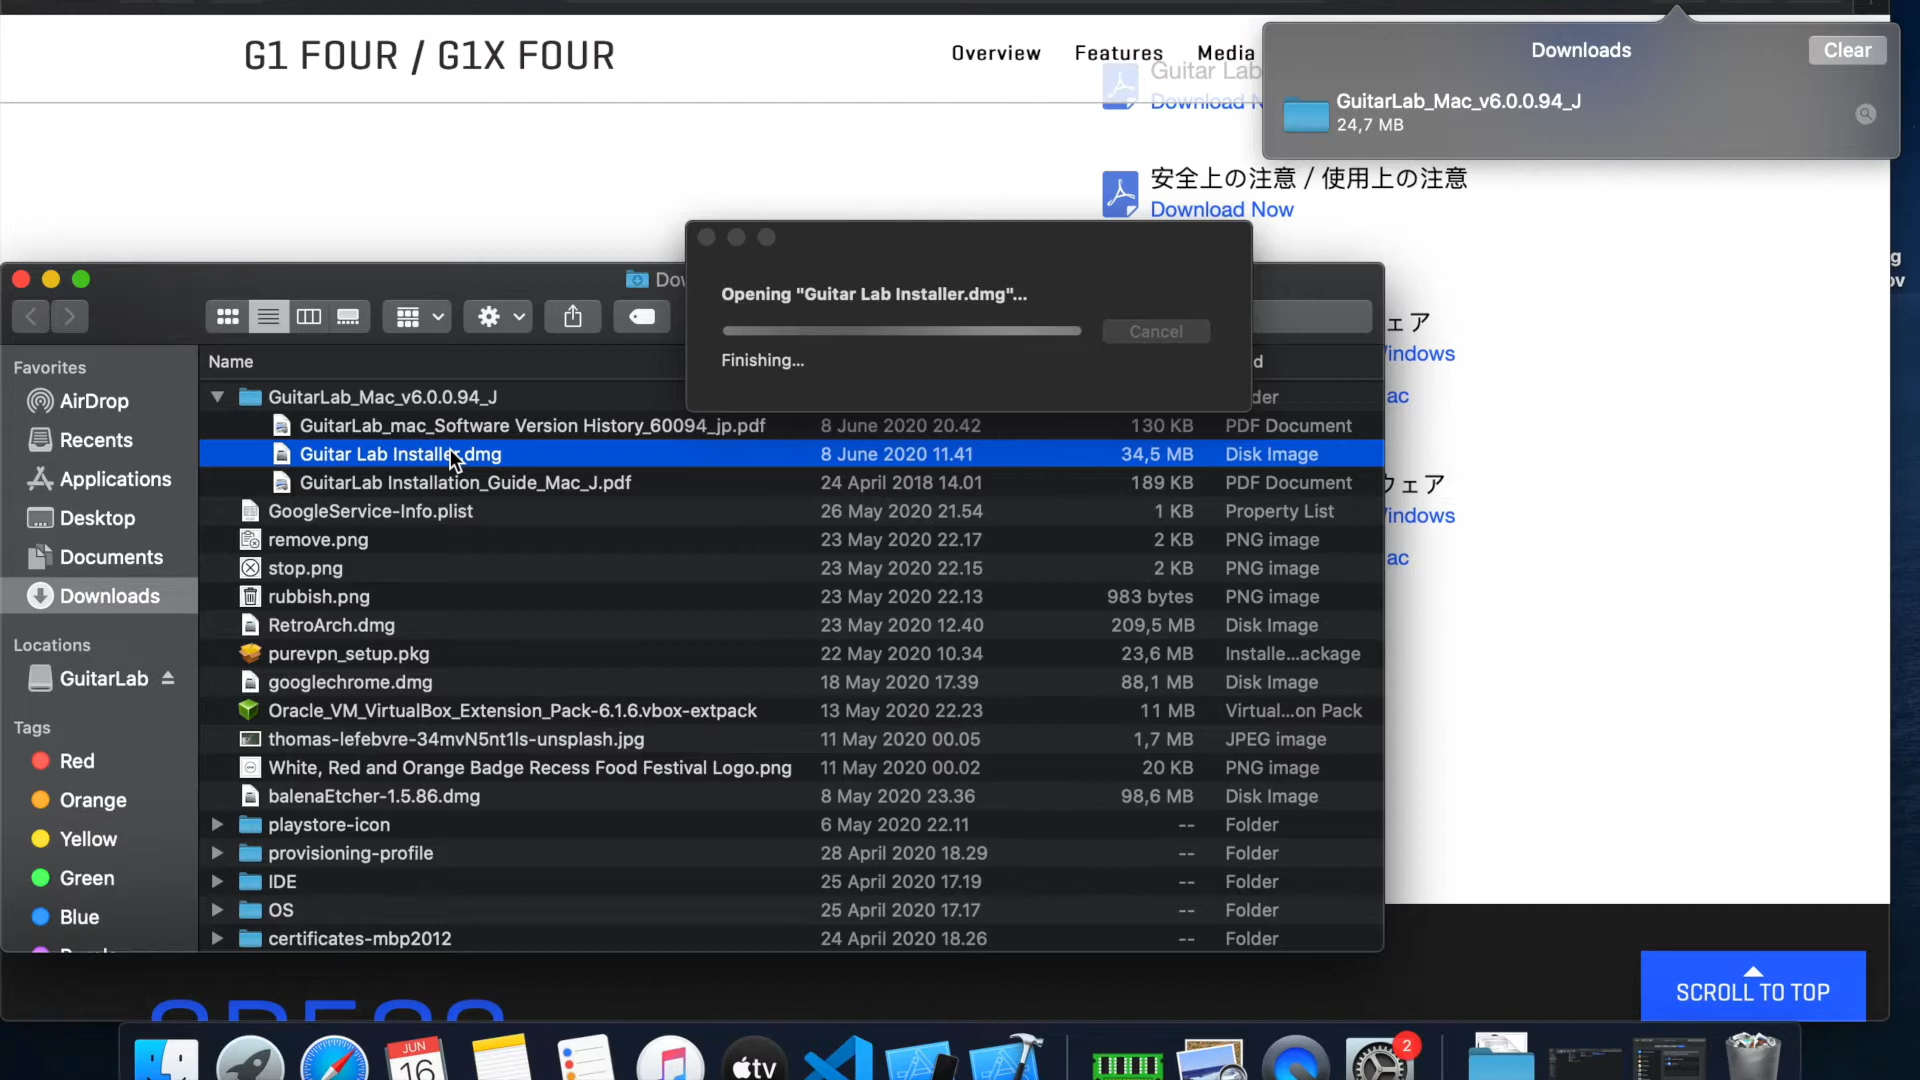 G1 FOUR / G1X FOUR
Overview
Features
Media
Guitar Lab
Download N
Downloads
Clear
GuitarLab_Mac_v6.0.0.94_J
24,7 MB
安全上の注意 / 使用上の注意
Download Now
ェア
indows
ac
ウェア
indows
ac
Opening "Guitar Lab Installer.dmg"...
Cancel
Finishing...
Dow
Name
d
Favorites
AirDrop
Recents
Applications
Desktop
Documents
Downloads
Locations
GuitarLab
Tags
Red
Orange
Yellow
Green
Blue
GuitarLab_Mac_v6.0.0.94_J der
GuitarLab_mac_Software Version History_60094_jp.pdf 8 June 2020 20.42 130 KB PDF Document
Guitar Lab Installer.dmg 8 June 2020 11.41 34,5 MB Disk Image
GuitarLab Installation_Guide_Mac_J.pdf 24 April 2018 14.01 189 KB PDF Document
GoogleService-Info.plist 26 May 2020 21.54 1 KB Property List
remove.png 23 May 2020 22.17 2 KB PNG image
stop.png 23 May 2020 22.15 2 KB PNG image
rubbish.png 23 May 2020 22.13 983 bytes PNG image
RetroArch.dmg 23 May 2020 12.40 209,5 MB Disk Image
purevpn_setup.pkg 22 May 2020 10.34 23,6 MB Installe...ackage
googlechrome.dmg 18 May 2020 17.39 88,1 MB Disk Image
Oracle_VM_VirtualBox_Extension_Pack-6.1.6.vbox-extpack 13 May 2020 22.23 11 MB Virtual...on Pack
thomas-lefebvre-34mvN5nt1ls-unsplash.jpg 11 May 2020 00.05 1,7 MB JPEG image
White, Red and Orange Badge Recess Food Festival Logo.png 11 May 2020 00.02 20 KB PNG image
balenaEtcher-1.5.86.dmg 8 May 2020 23.36 98,6 MB Disk Image
playstore-icon 6 May 2020 22.11 -- Folder
provisioning-profile 28 April 2020 18.29 -- Folder
IDE 25 April 2020 17.19 -- Folder
OS 25 April 2020 17.17 -- Folder
certificates-mbp2012 24 April 2020 18.26 -- Folder
g
ov
SCROLL TO TOP
JUN
16
tv
2